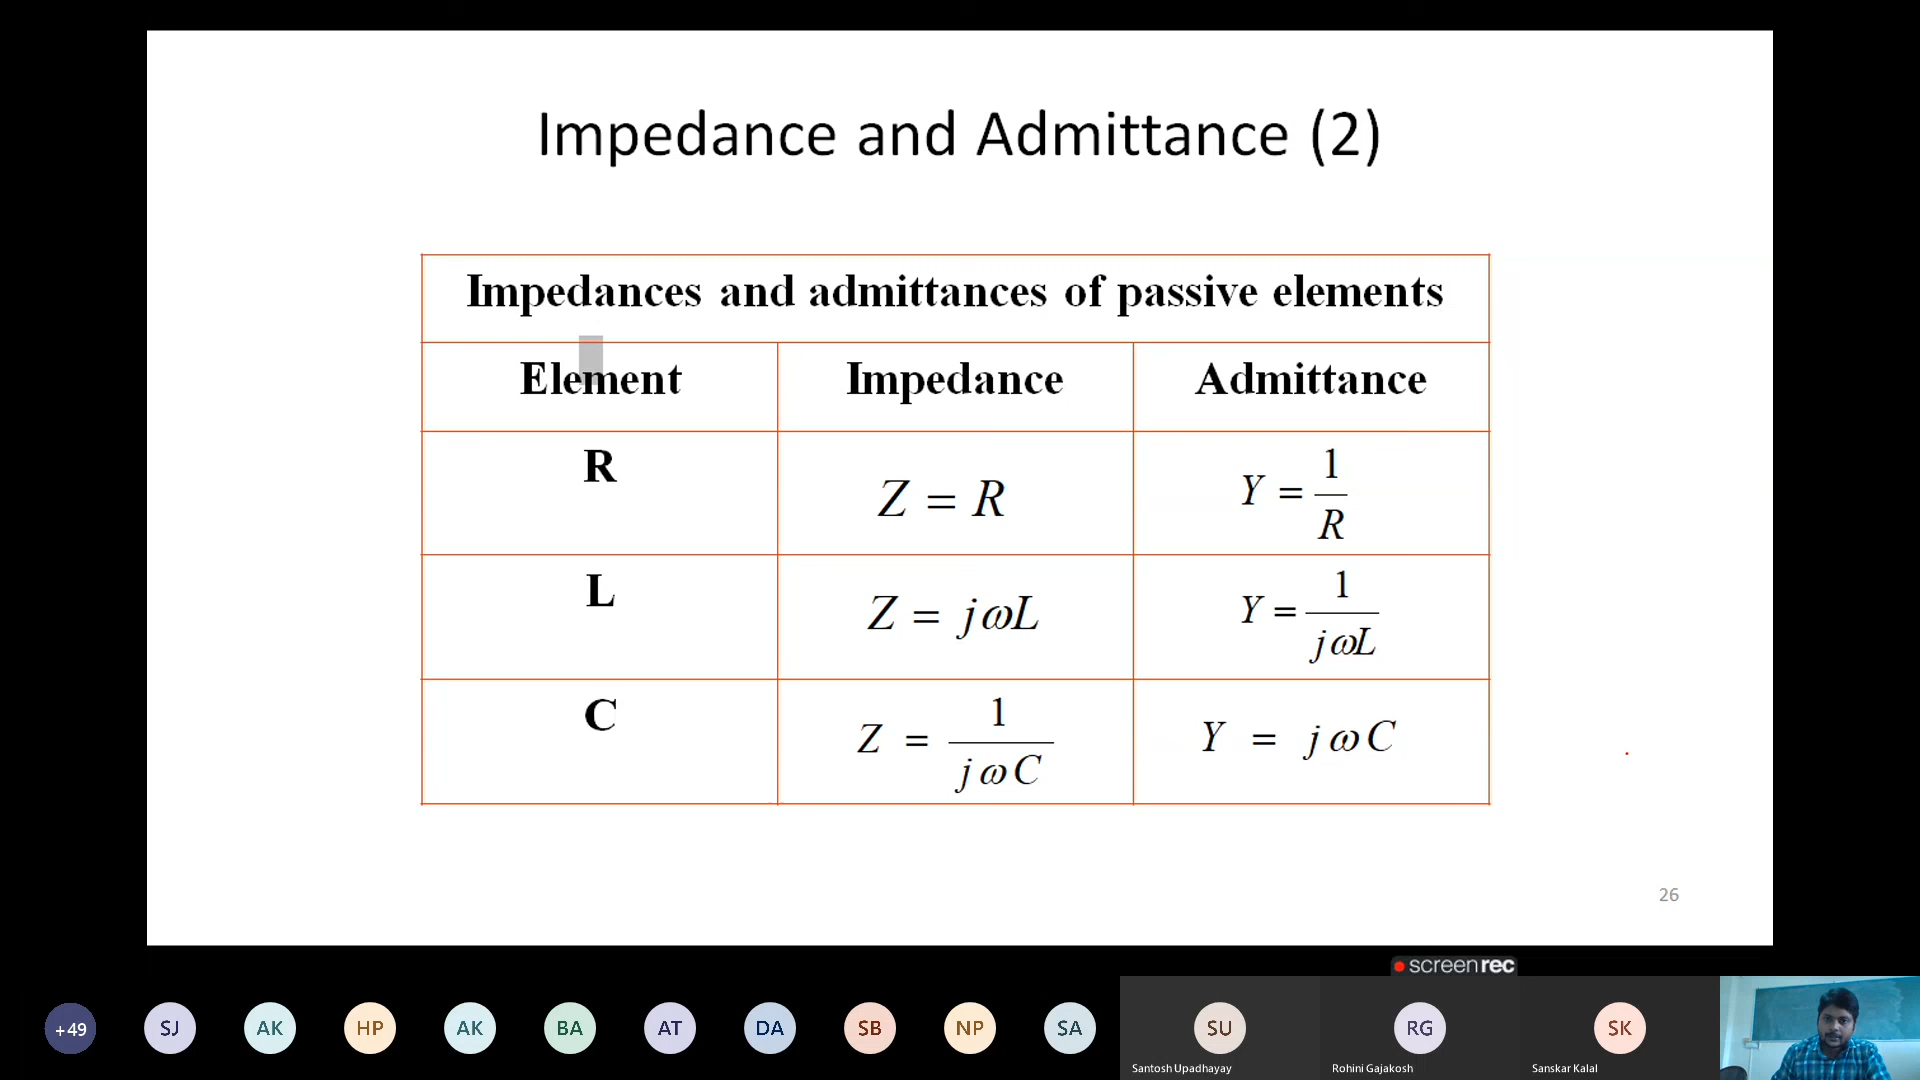 Impedance and Admittance (2)
Impedances and admittances of passive elements
Element Impedance Admittance
R Z = R Y = 1/R
L Z = jωL Y = 1/jωL
C Z = 1/jωC Y = jωC
26
screenrec
+49 SJ AK HP AK BA AT DA SB NP SA SU RG SK
Santosh Upadhayay Rohini Gajakosh Sanskar Kalal